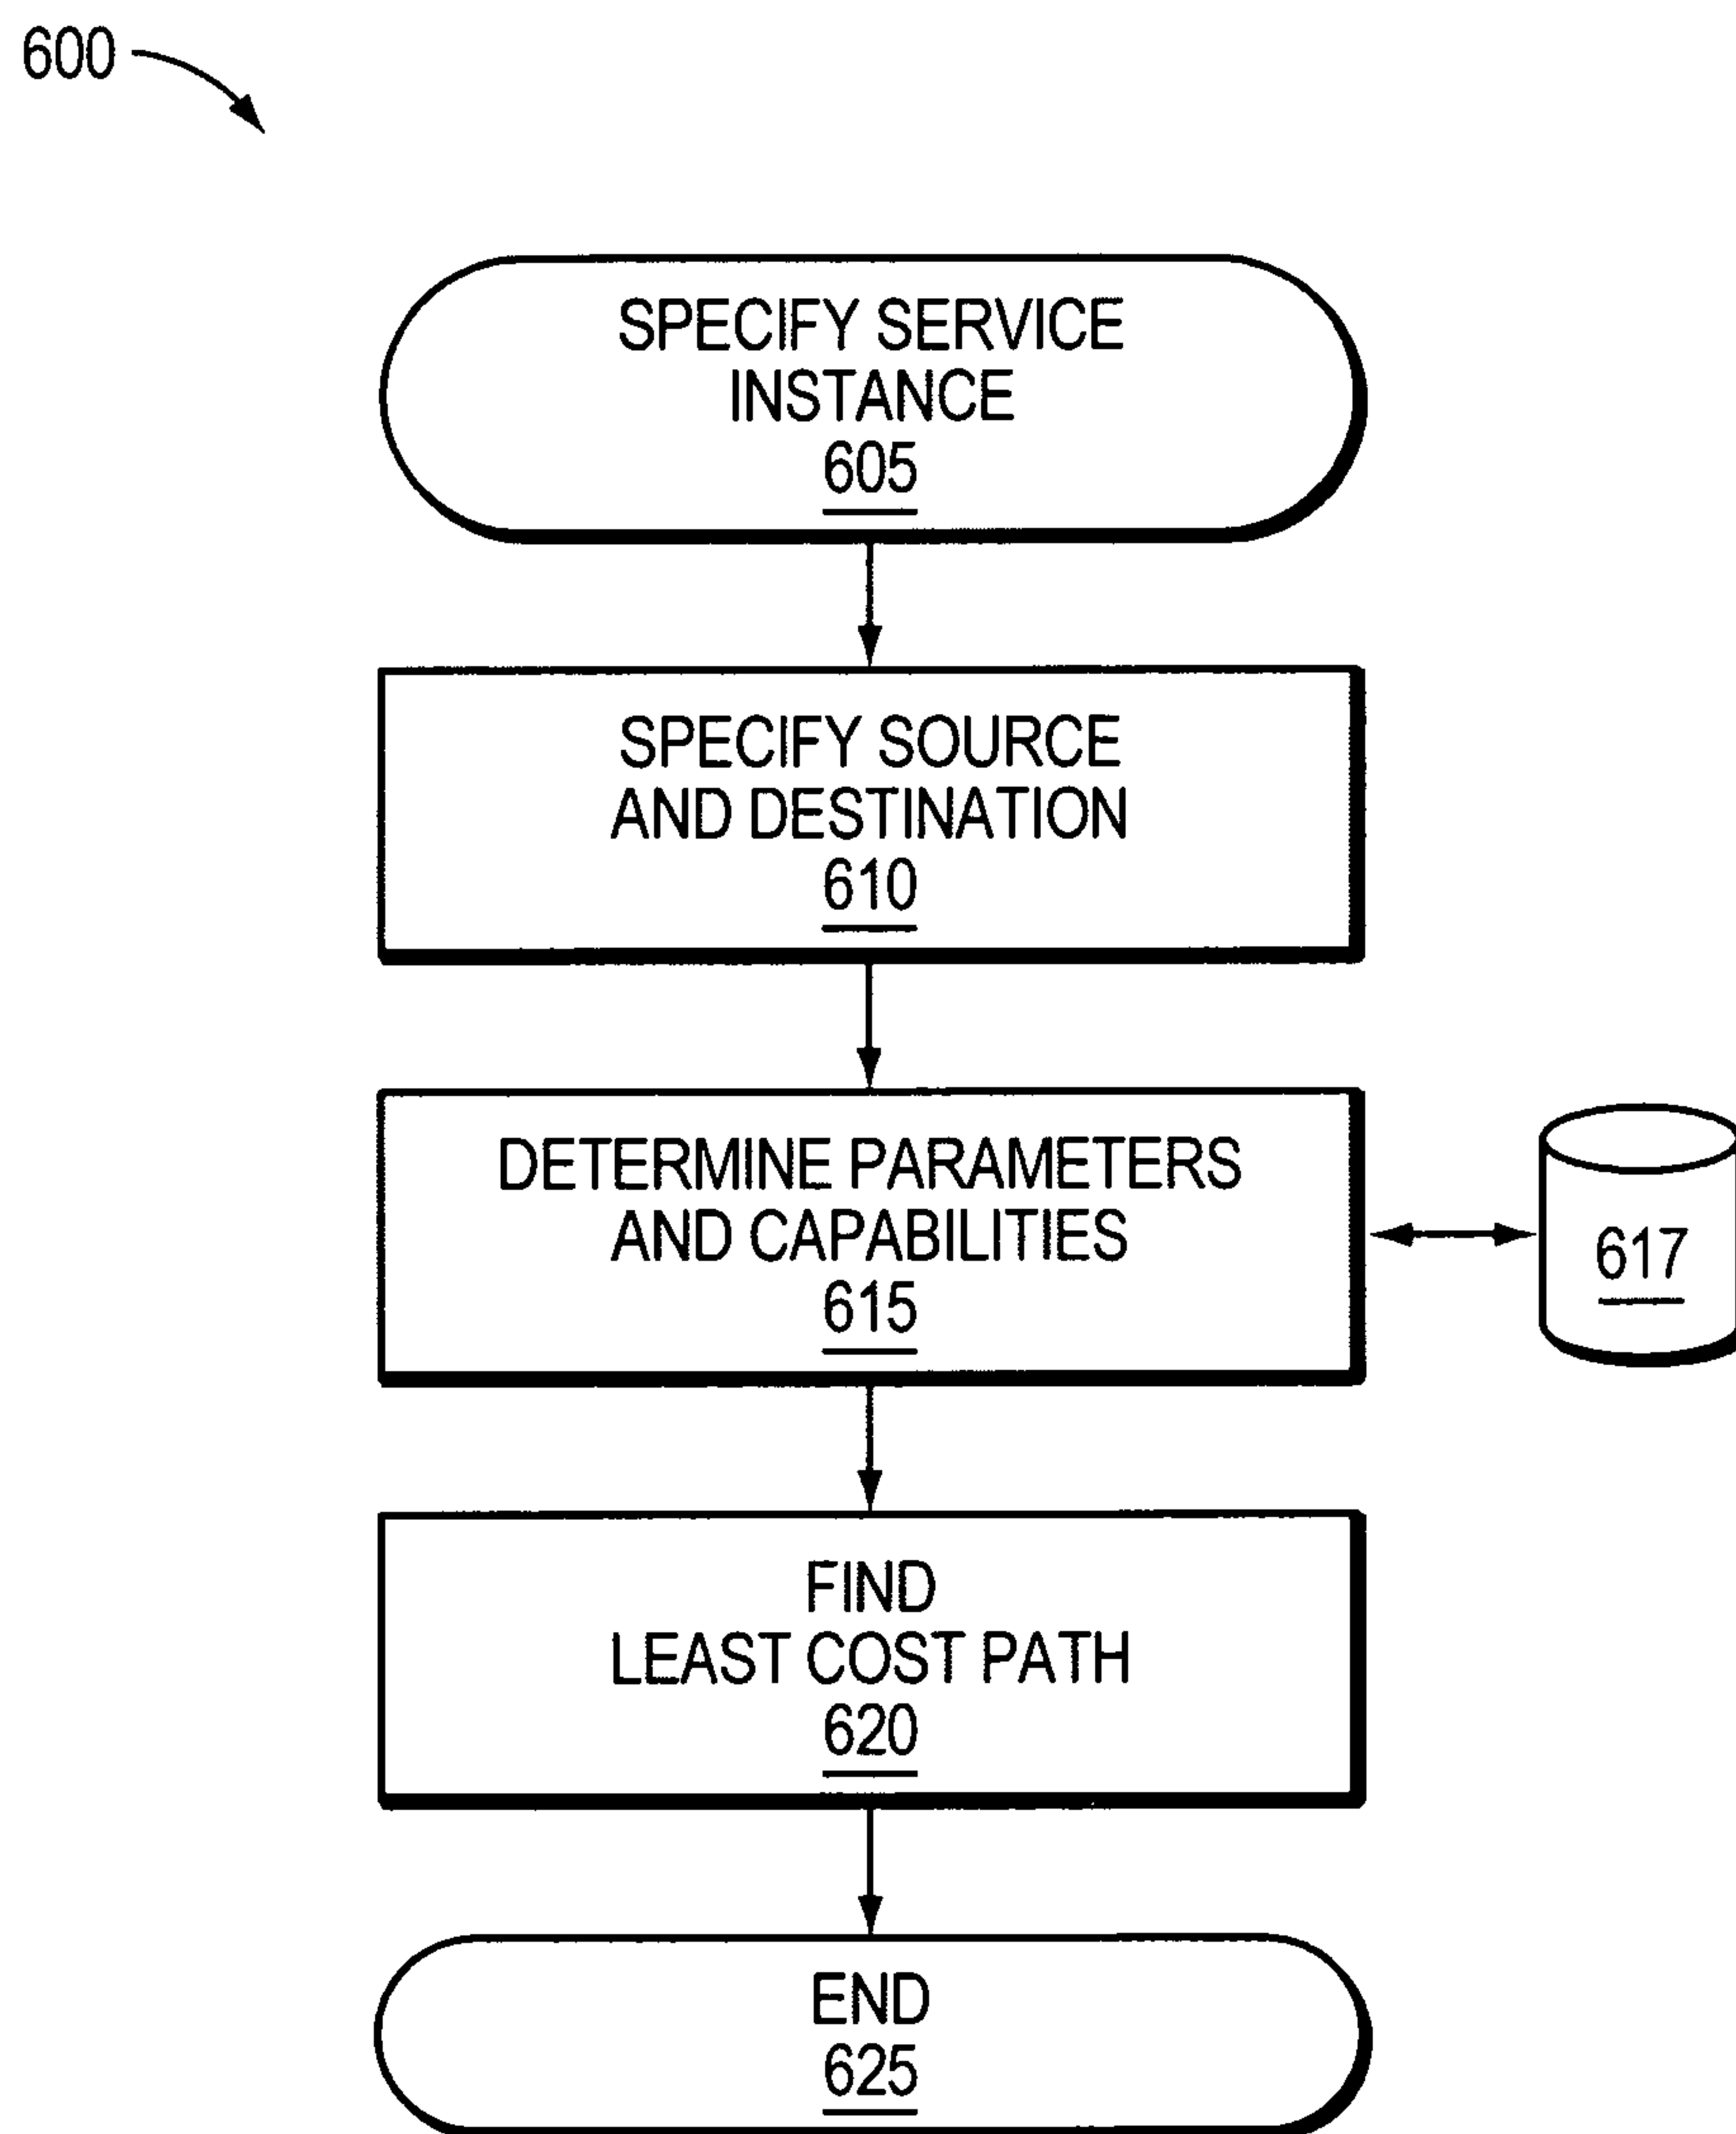 600
SPECIFY SERVICE
INSTANCE
605
SPECIFY SOURCE
AND DESTINATION
610
DETERMINE PARAMETERS
AND CAPABILITIES
615
617
FIND
LEAST COST PATH
620
END
625